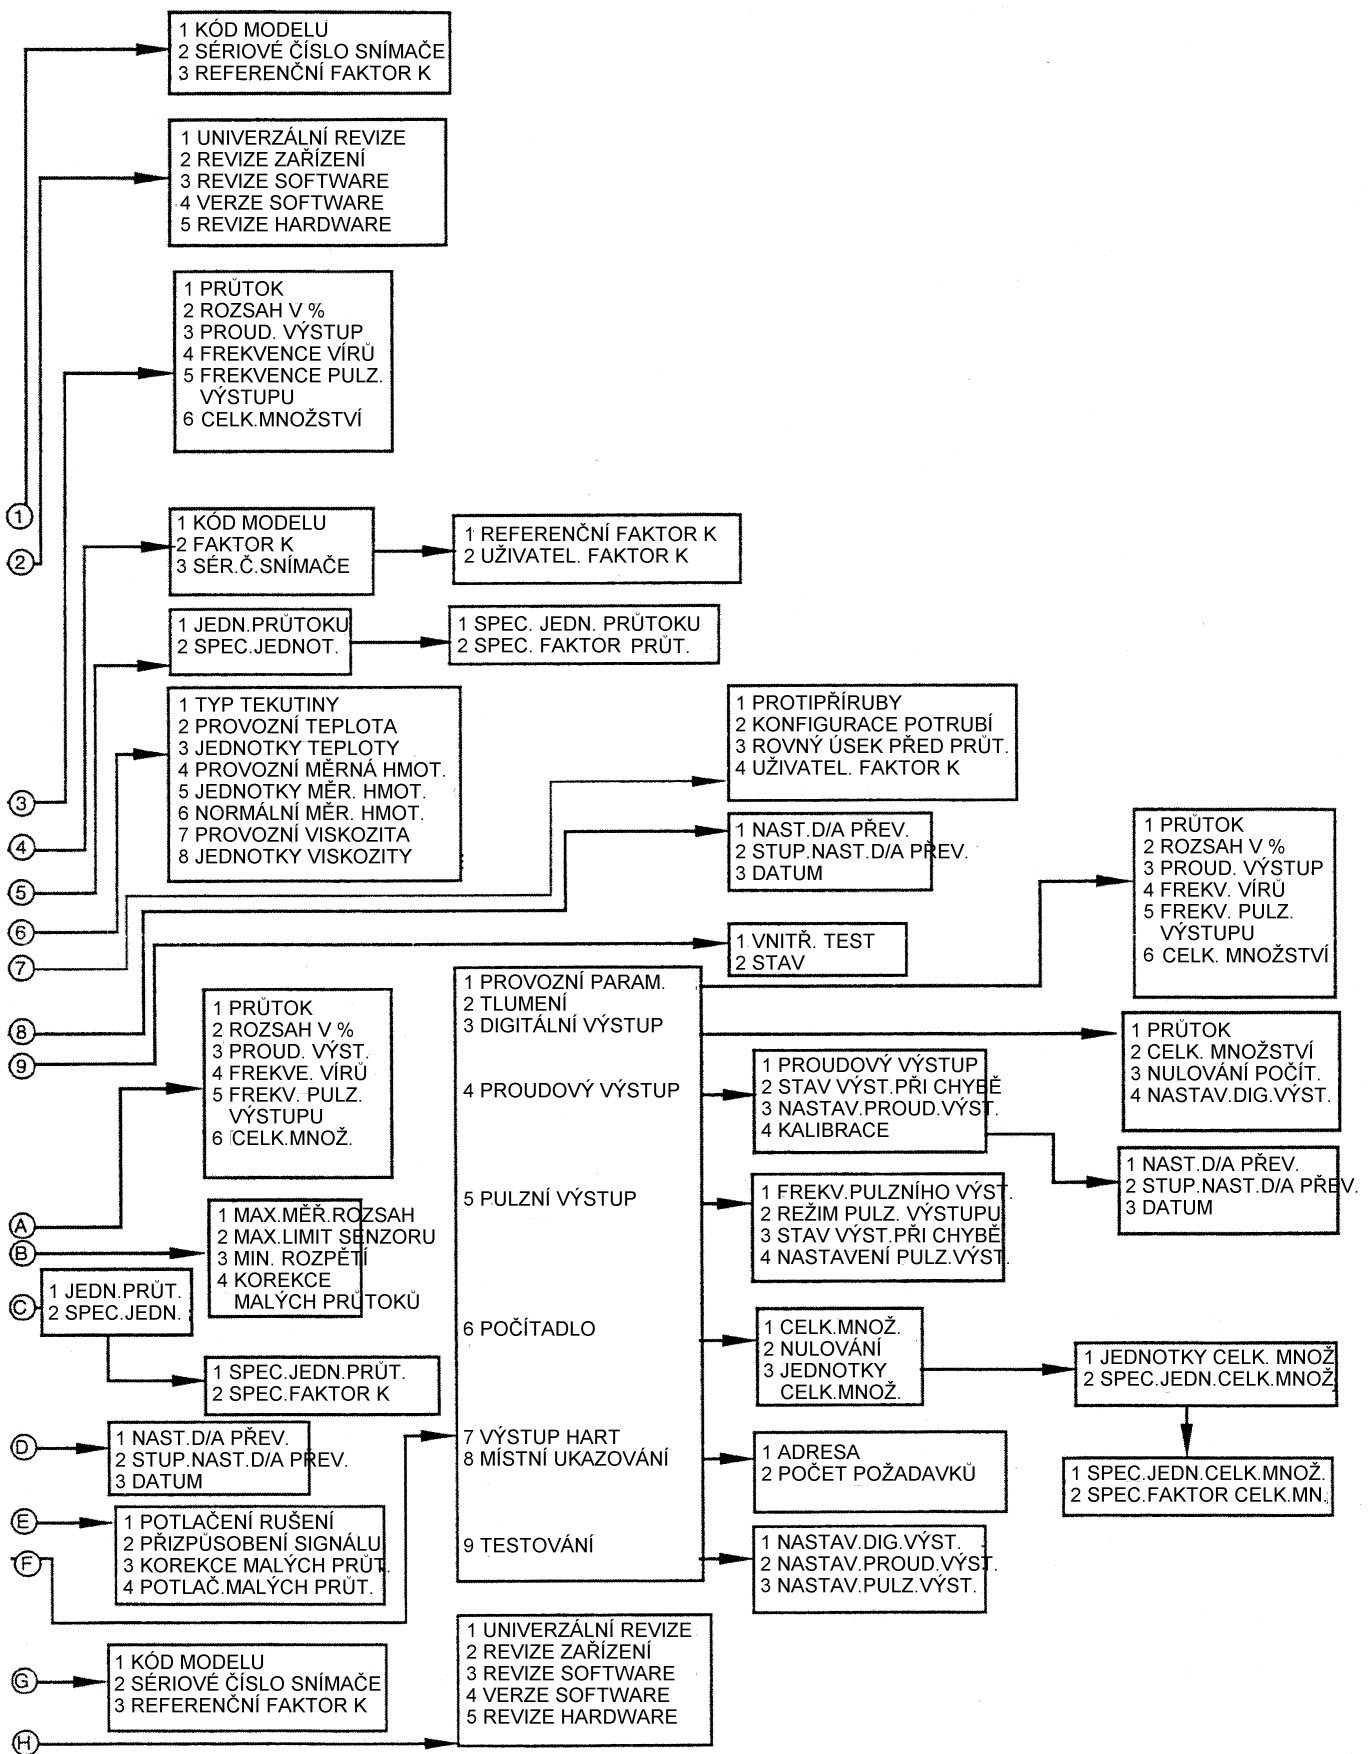 1 KÓD MODELU
2 SÉRIOVÉ ČÍSLO SNÍMAČE
3 REFERENČNÍ FAKTOR K
1 UNIVERZÁLNÍ REVIZE
2 REVIZE ZAŘÍZENÍ
3 REVIZE SOFTWARE
4 VERZE SOFTWARE
5 REVIZE HARDWARE
1 PRŮTOK
2 ROZSAH V %
3 PROUD. VÝSTUP
4 FREKVENCE VÍRŮ
5 FREKVENCE PULZ.
VÝSTUPU
6 CELK.MNOŽSTVÍ
1
2
1 KÓD MODELU
2 FAKTOR K
3 SÉR.Č.SNÍMAČE
1 REFERENČNÍ FAKTOR K
2 UŽIVATEL. FAKTOR K
1 JEDN.PRŮTOKU
2 SPEC.JEDNOT.
1 SPEC. JEDN. PRŮTOKU
2 SPEC. FAKTOR PRŮT.
1 TYP TEKUTINY
2 PROVOZNÍ TEPLOTA
3 JEDNOTKY TEPLOTY
4 PROVOZNÍ MĚRNÁ HMOT.
5 JEDNOTKY MĚR. HMOT.
6 NORMÁLNÍ MĚR. HMOT.
7 PROVOZNÍ VISKOZITA
8 JEDNOTKY VISKOZITY
1 PROTIPŘÍRUBY
2 KONFIGURACE POTRUBÍ
3 ROVNÝ ÚSEK PŘED PRŮT.
4 UŽIVATEL. FAKTOR K
3
4
5
6
7
8
9
1 NAST.D/A PŘEV.
2 STUP.NAST.D/A PŘEV.
3 DATUM
1 PRŮTOK
2 ROZSAH V %
3 PROUD. VÝSTUP
4 FREKV. VÍRŮ
5 FREKV. PULZ.
VÝSTUPU
6 CELK. MNOŽSTVÍ
1 VNITŘ. TEST
2 STAV
1 PRŮTOK
2 ROZSAH V %
3 PROUD. VÝST.
4 FREKVE. VÍRŮ
5 FREKV. PULZ.
VÝSTUPU
6 CELK.MNOŽ.
1 PROVOZNÍ PARAM.
2 TLUMENÍ
3 DIGITÁLNÍ VÝSTUP
4 PROUDOVÝ VÝSTUP
5 PULZNÍ VÝSTUP
6 POČÍTADLO
7 VÝSTUP HART
8 MÍSTNÍ UKAZOVÁNÍ
9 TESTOVÁNÍ
1 PRŮTOK
2 CELK. MNOŽSTVÍ
3 NULOVÁNÍ POČÍT.
4 NASTAV.DIG.VÝST.
1 PROUDOVÝ VÝSTUP
2 STAV VÝST.PŘI CHYBĚ
3 NASTAV.PROUD.VÝST.
4 KALIBRACE
1 NAST.D/A PŘEV.
2 STUP.NAST.D/A PŘEV.
3 DATUM
1 FREKV.PULZNÍHO VÝST.
2 REŽIM PULZ. VÝSTUPU
3 STAV VÝST.PŘI CHYBĚ
4 NASTAVENÍ PULZ.VÝST.
A
B
C
1 MAX.MĚŘ.ROZSAH
2 MAX.LIMIT SENZORU
3 MIN. ROZPĚTÍ
4 KOREKCE
MALÝCH PRŮTOKŮ
1 JEDN.PRŮT.
2 SPEC.JEDN.
1 SPEC.JEDN.PRŮT.
2 SPEC.FAKTOR K
1 CELK.MNOŽ.
2 NULOVÁNÍ
3 JEDNOTKY
CELK.MNOŽ.
1 JEDNOTKY CELK. MNOŽ
2 SPEC.JEDN.CELK.MNOŽ
D
1 NAST.D/A PŘEV.
2 STUP.NAST.D/A PŘEV.
3 DATUM
1 ADRESA
2 POČET POŽADAVKŮ
1 SPEC.JEDN.CELK.MNOŽ.
2 SPEC.FAKTOR CELK.MN.
E
F
1 POTLAČENÍ RUŠENÍ
2 PŘIZPŮSOBENÍ SIGNÁLU
3 KOREKCE MALÝCH PRŮT.
4 POTLAČ.MALÝCH PRŮT.
1 NASTAV.DIG.VÝST.
2 NASTAV.PROUD.VÝST.
3 NASTAV.PULZ.VÝST.
G
1 KÓD MODELU
2 SÉRIOVÉ ČÍSLO SNÍMAČE
3 REFERENČNÍ FAKTOR K
H
1 UNIVERZÁLNÍ REVIZE
2 REVIZE ZAŘÍZENÍ
3 REVIZE SOFTWARE
4 VERZE SOFTWARE
5 REVIZE HARDWARE